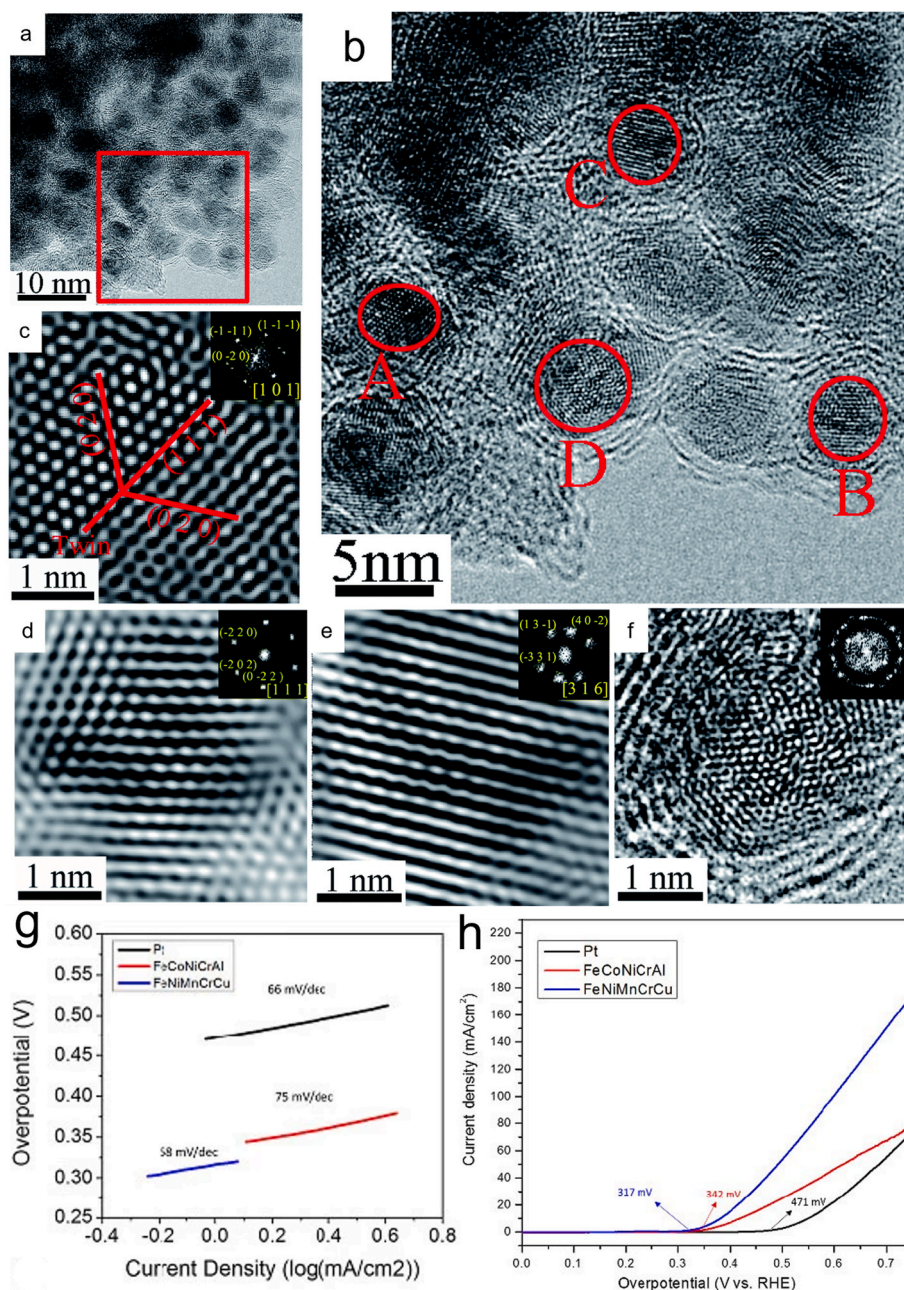 a
10 nm
b
C
A
D
B
5nm
c
(-1 -1 1)
(1 -1 -1)
(0 -2 0)
[1 0 1]
(0 2 0)
(1 1 1)
(0 2 0)
Twin
1 nm
d
(-2 2 0)
(-2 0 2)
(0 -2 2)
[1 1 1]
1 nm
e
(1 3 -1)
(4 0 -2)
(-3 3 1)
[3 1 6]
1 nm
f
1 nm
g
Overpotential (V)
0.60
0.55
0.50
0.45
0.40
0.35
0.30
0.25
Pt
FeCoNiCrAl
FeNiMnCrCu
66 mV/dec
75 mV/dec
58 mV/dec
-0.4 -0.2 0.0 0.2 0.4 0.6 0.8
Current Density (log(mA/cm2))
h
Current density (mA/cm²)
240
220
200
180
160
140
120
100
80
60
40
20
0
Pt
FeCoNiCrAl
FeNiMnCrCu
317 mV
342 mV
471 mV
0.0 0.1 0.2 0.3 0.4 0.5 0.6 0.7
Overpotential (V vs. RHE)